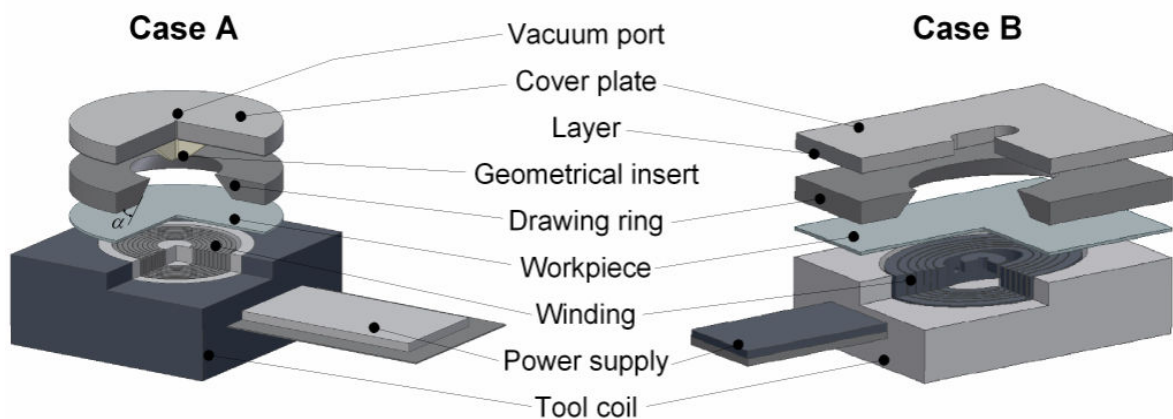 Case A
Case B
Vacuum port
Cover plate
Layer
Geometrical insert
Drawing ring
α
Workpiece
Winding
Power supply
Tool coil